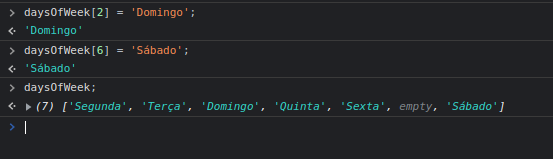 > daysOfWeek[2] = 'Domingo';
<· 'Domingo'
> daysOfWeek[6] = 'Sábado';
<· 'Sábado'
> daysOfWeek;
<· ▶ (7) ['Segunda', 'Terça', 'Domingo', 'Quinta', 'Sexta', empty, 'Sábado']
>